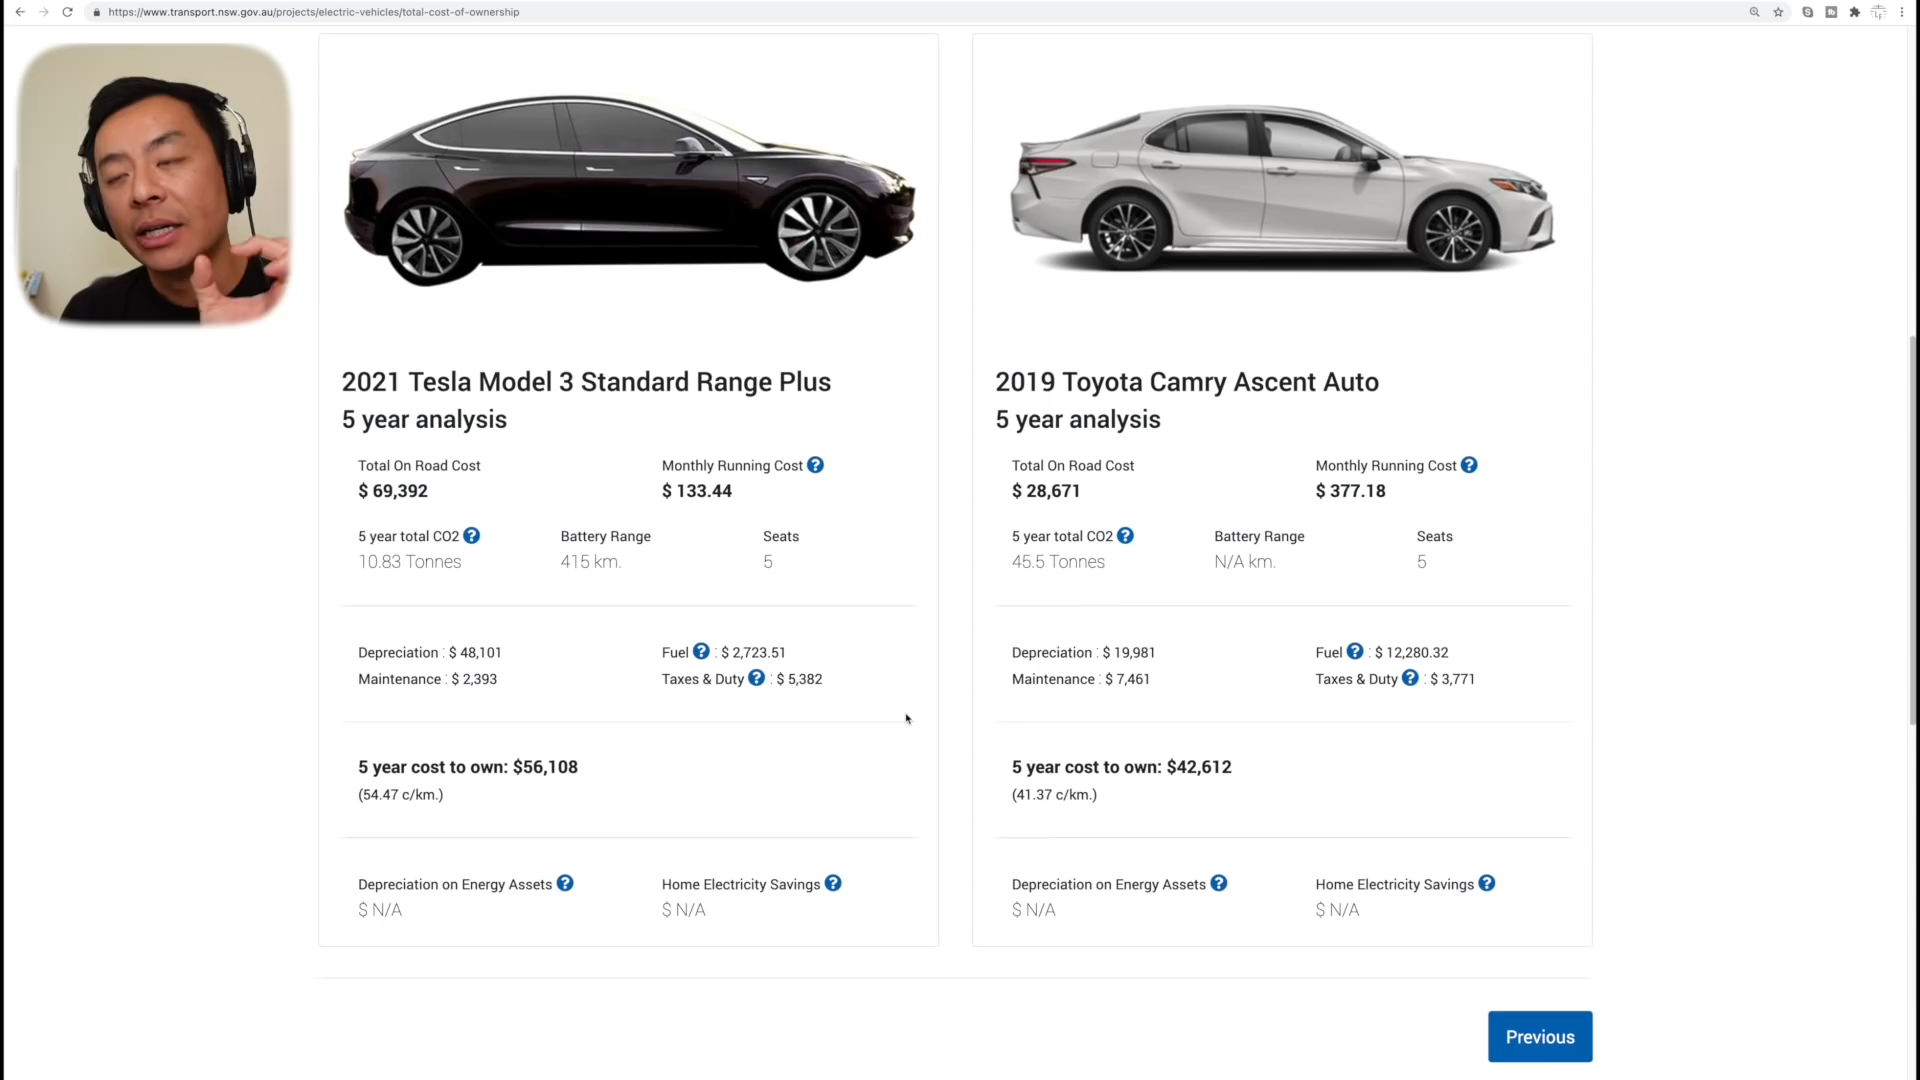 https://www.transport.nsw.gov.au/projects/electric-vehicles/total-cost-of-ownership
2021 Tesla Model 3 Standard Range Plus
5 year analysis
Total On Road Cost
$ 69,392
Monthly Running Cost ?
$ 133.44
5 year total CO2 ?
10.83 Tonnes
Battery Range
415 km.
Seats
5
Depreciation : $ 48,101
Fuel ? : $ 2,723.51
Maintenance : $ 2,393
Taxes & Duty ? : $ 5,382
5 year cost to own: $56,108
(54.47 c/km.)
Depreciation on Energy Assets ?
$ N/A
Home Electricity Savings ?
$ N/A
2019 Toyota Camry Ascent Auto
5 year analysis
Total On Road Cost
$ 28,671
Monthly Running Cost ?
$ 377.18
5 year total CO2 ?
45.5 Tonnes
Battery Range
N/A km.
Seats
5
Depreciation : $ 19,981
Fuel ? : $ 12,280.32
Maintenance : $ 7,461
Taxes & Duty ? : $ 3,771
5 year cost to own: $42,612
(41.37 c/km.)
Depreciation on Energy Assets ?
$ N/A
Home Electricity Savings ?
$ N/A
Previous